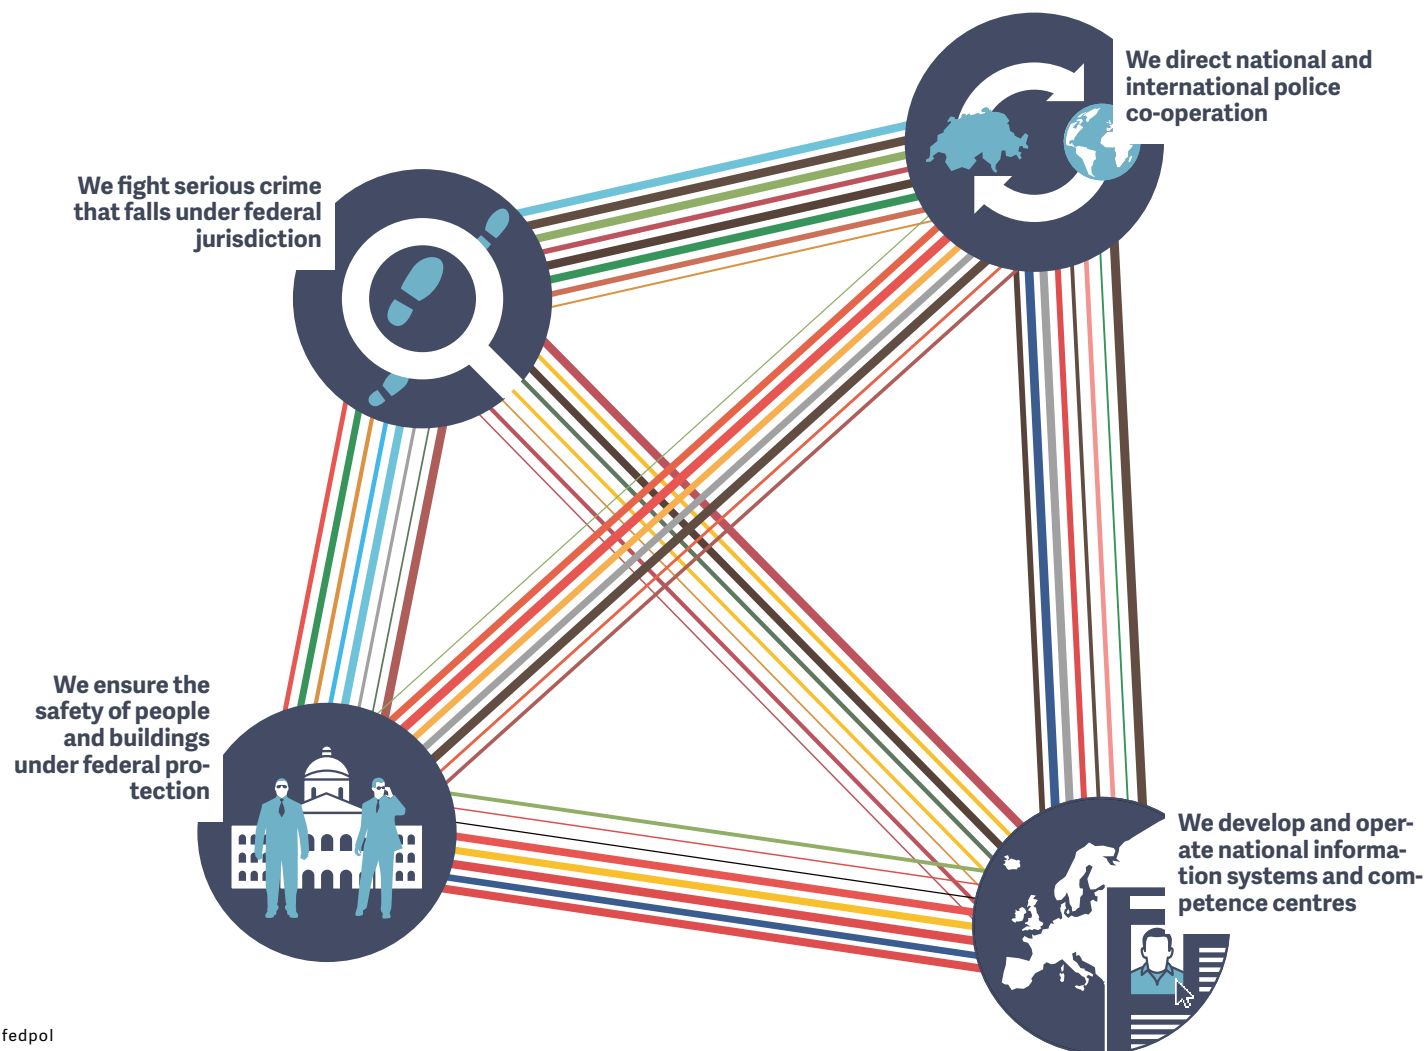 We direct national and
international police
co-operation
We fight serious crime
that falls under federal
jurisdiction
We ensure the
safety of people
and buildings
under federal pro-
tection
We develop and oper-
ate national informa-
tion systems and com-
petence centres
fedpol